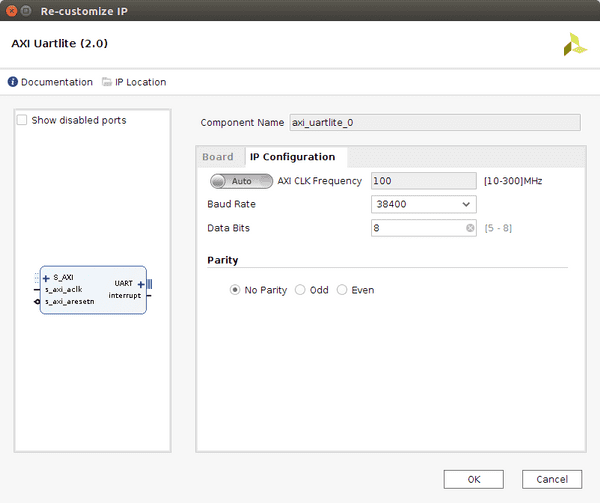 Re-customize IP
AXI Uartlite (2.0)
Documentation IP Location
Show disabled ports
Component Name axi_uartlite_0
Board IP Configuration
Auto AXI CLK Frequency 100 [10-300]MHz
Baud Rate 38400
Data Bits 8 [5 - 8]
Parity
No Parity Odd Even
S_AXI
s_axi_aclk
s_axi_aresetn
UART
interrupt
OK Cancel